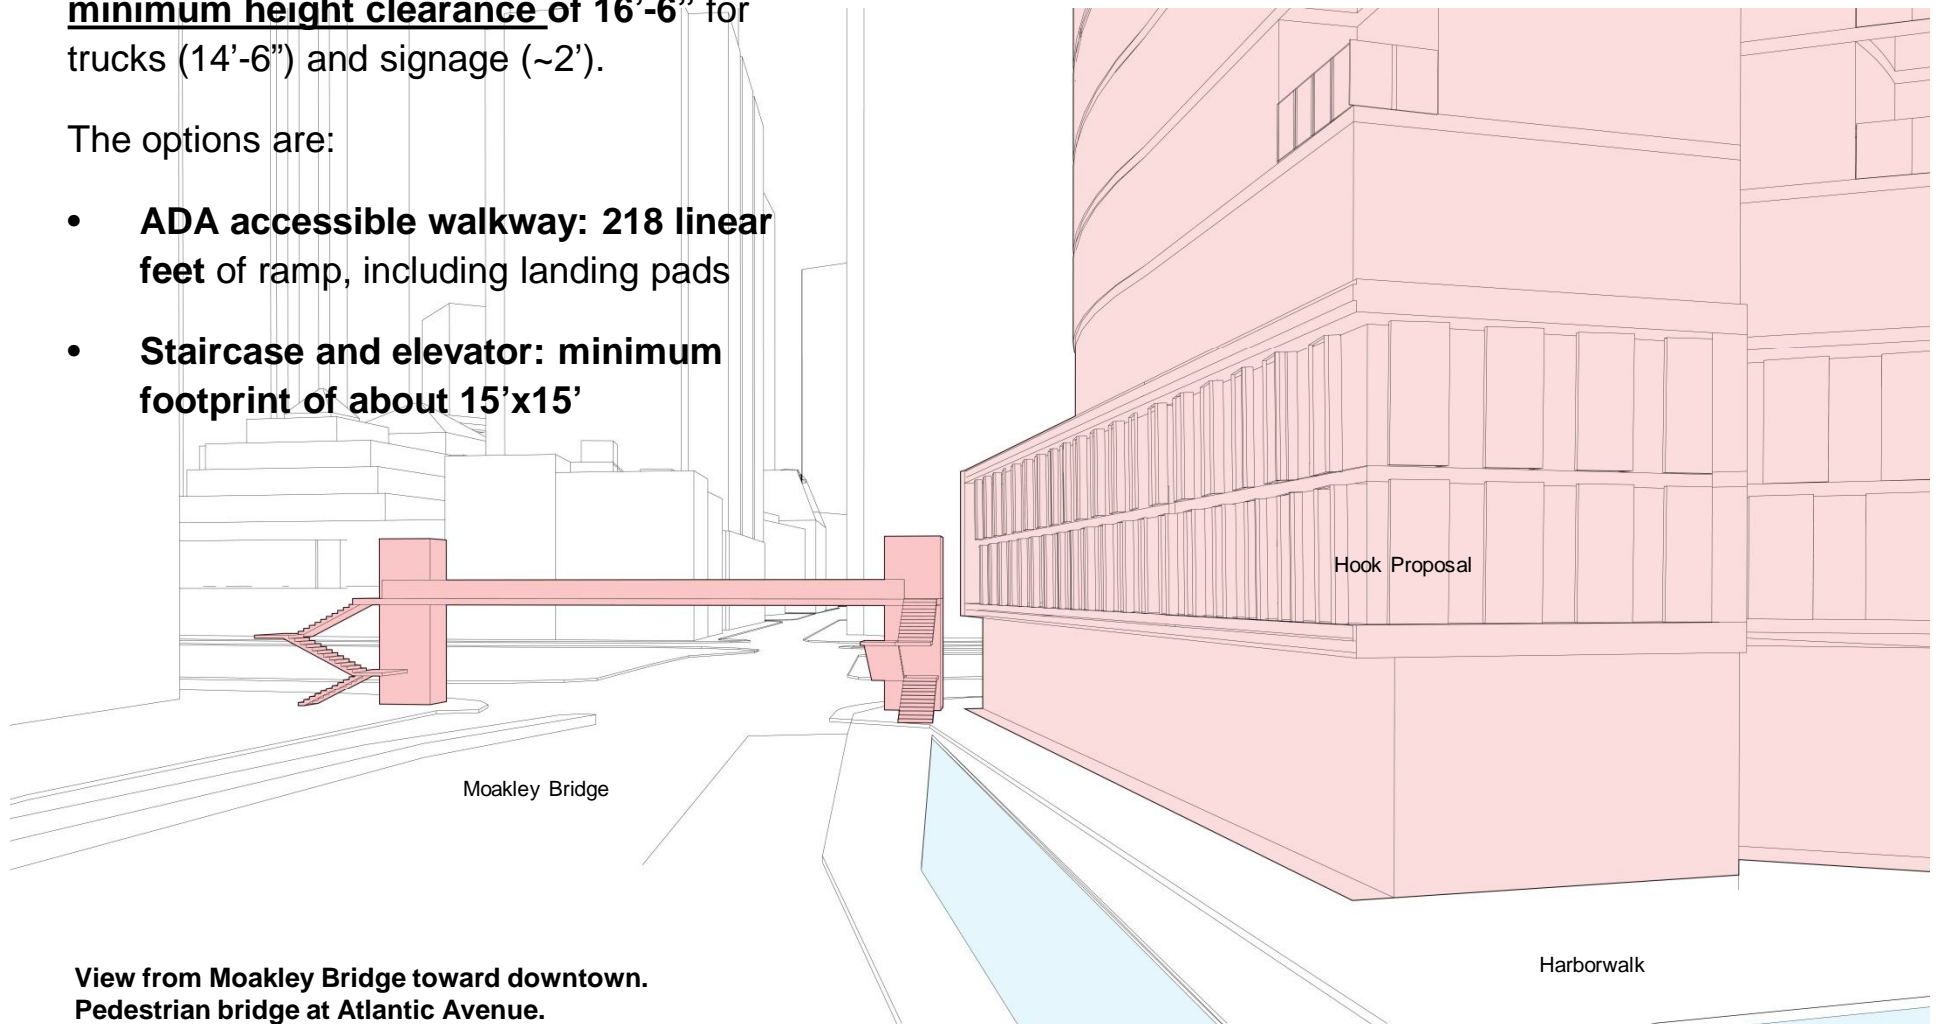 minimum height clearance of 16’-6” for
trucks (14’-6”) and signage (~2’).
The options are:
• ADA accessible walkway: 218 linear
feet of ramp, including landing pads
• Staircase and elevator: minimum
footprint of about 15’x15’
Hook Proposal
Moakley Bridge
Harborwalk
View from Moakley Bridge toward downtown.
Pedestrian bridge at Atlantic Avenue.